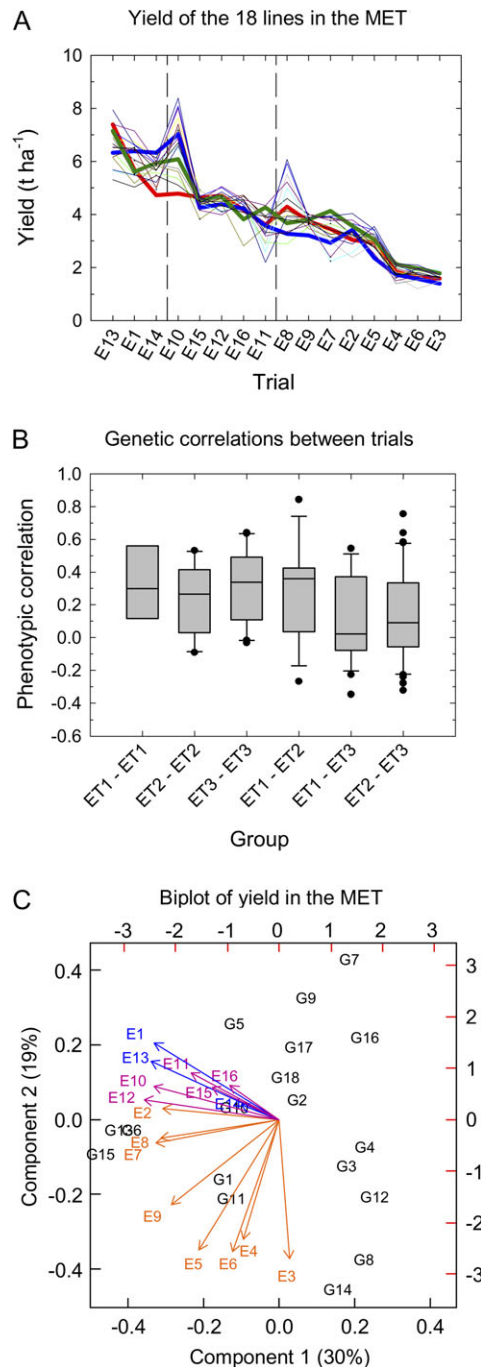 A
Yield of the 18 lines in the MET
10
8
6
4
2
0
Yield (t ha-1)
E13 E1 E14 E10 E15 E12 E16 E11 E8 E9 E7 E2 E5 E4 E6 E3
Trial
B
Genetic correlations between trials
1.0
0.8
0.6
0.4
0.2
0.0
-0.2
-0.4
-0.6
Phenotypic correlation
ET1 - ET1 ET2 - ET2 ET3 - ET3 ET1 - ET2 ET1 - ET3 ET2 - ET3
Group
C
Biplot of yield in the MET
-3 -2 -1 0 1 2 3
0.4
0.2
0.0
-0.2
-0.4
Component 2 (19%)
3
2
1
0
-1
-2
-3
G7
G9
G5
E1
G16
E13
E11
G17
E16
E10
G18
E15
E12
G2
G10
E2
E8
G4
E7
G15
G3
G1
G12
G11
E9
E4
E5
E6
G8
E3
G14
-0.4 -0.2 0.0 0.2 0.4
Component 1 (30%)